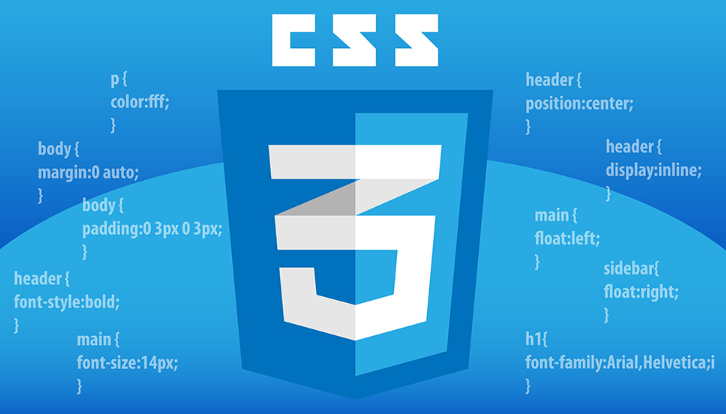 CSS
p {
color:fff;
}
body {
margin:0 auto;
}
body {
padding:0 3px 0 3px;
}
header {
font-style:bold;
}
main {
font-size:14px;
}
3
header {
position:center;
}
header {
display:inline;
}
main {
float:left;
}
sidebar{
float:right;
}
h1{
font-family:Arial,Helvetica;i
}